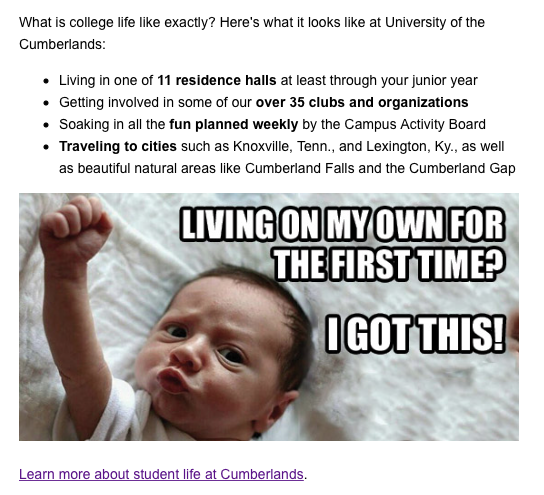 What is college life like exactly? Here's what it looks like at University of the
Cumberlands:
• Living in one of 11 residence halls at least through your junior year
• Getting involved in some of our over 35 clubs and organizations
• Soaking in all the fun planned weekly by the Campus Activity Board
• Traveling to cities such as Knoxville, Tenn., and Lexington, Ky., as well
as beautiful natural areas like Cumberland Falls and the Cumberland Gap
LIVING ON MY OWN FOR
THE FIRST TIME?
I GOT THIS!
Learn more about student life at Cumberlands.